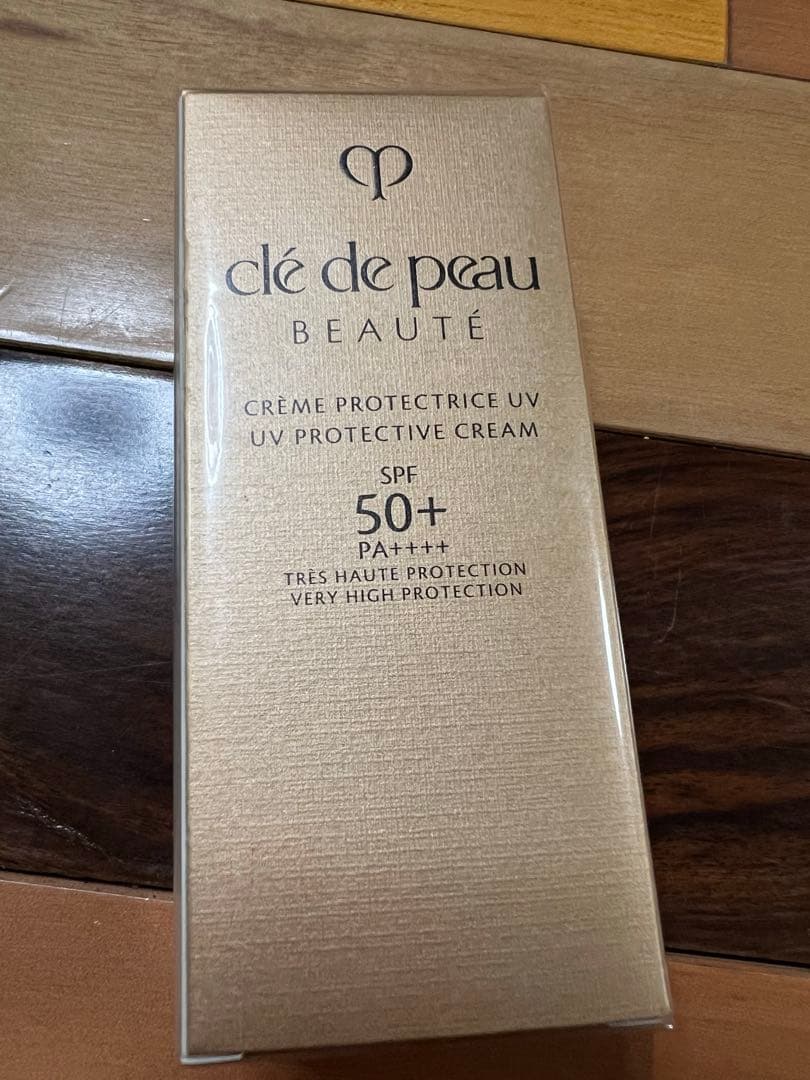 clé de peau
BEAUTÉ
CRÈME PROTECTRICE UV
UV PROTECTIVE CREAM
SPF
50+
PA++++
TRÈS HAUTE PROTECTION
VERY HIGH PROTECTION